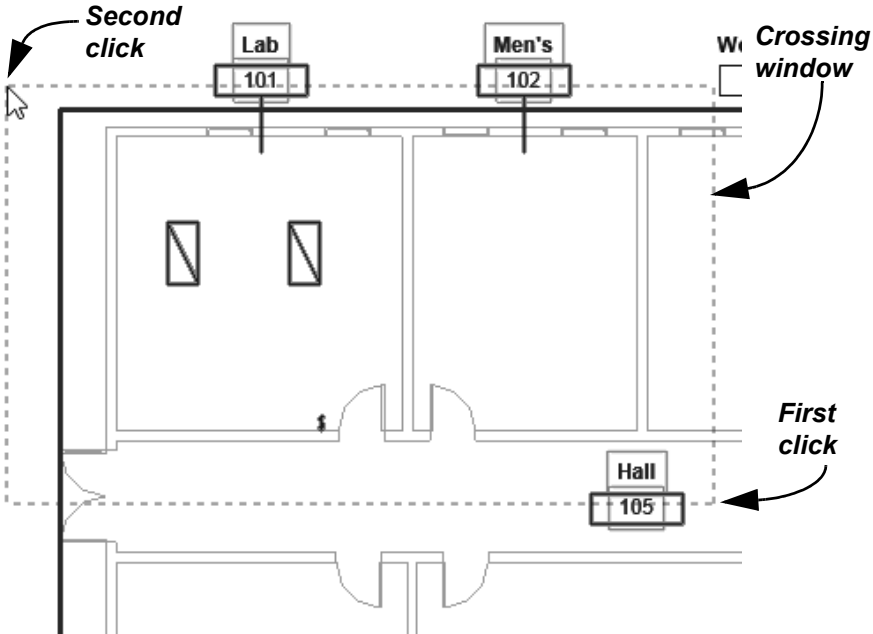 Second
click
Lab
101
Men's
102
Crossing
window
First
click
Hall
105